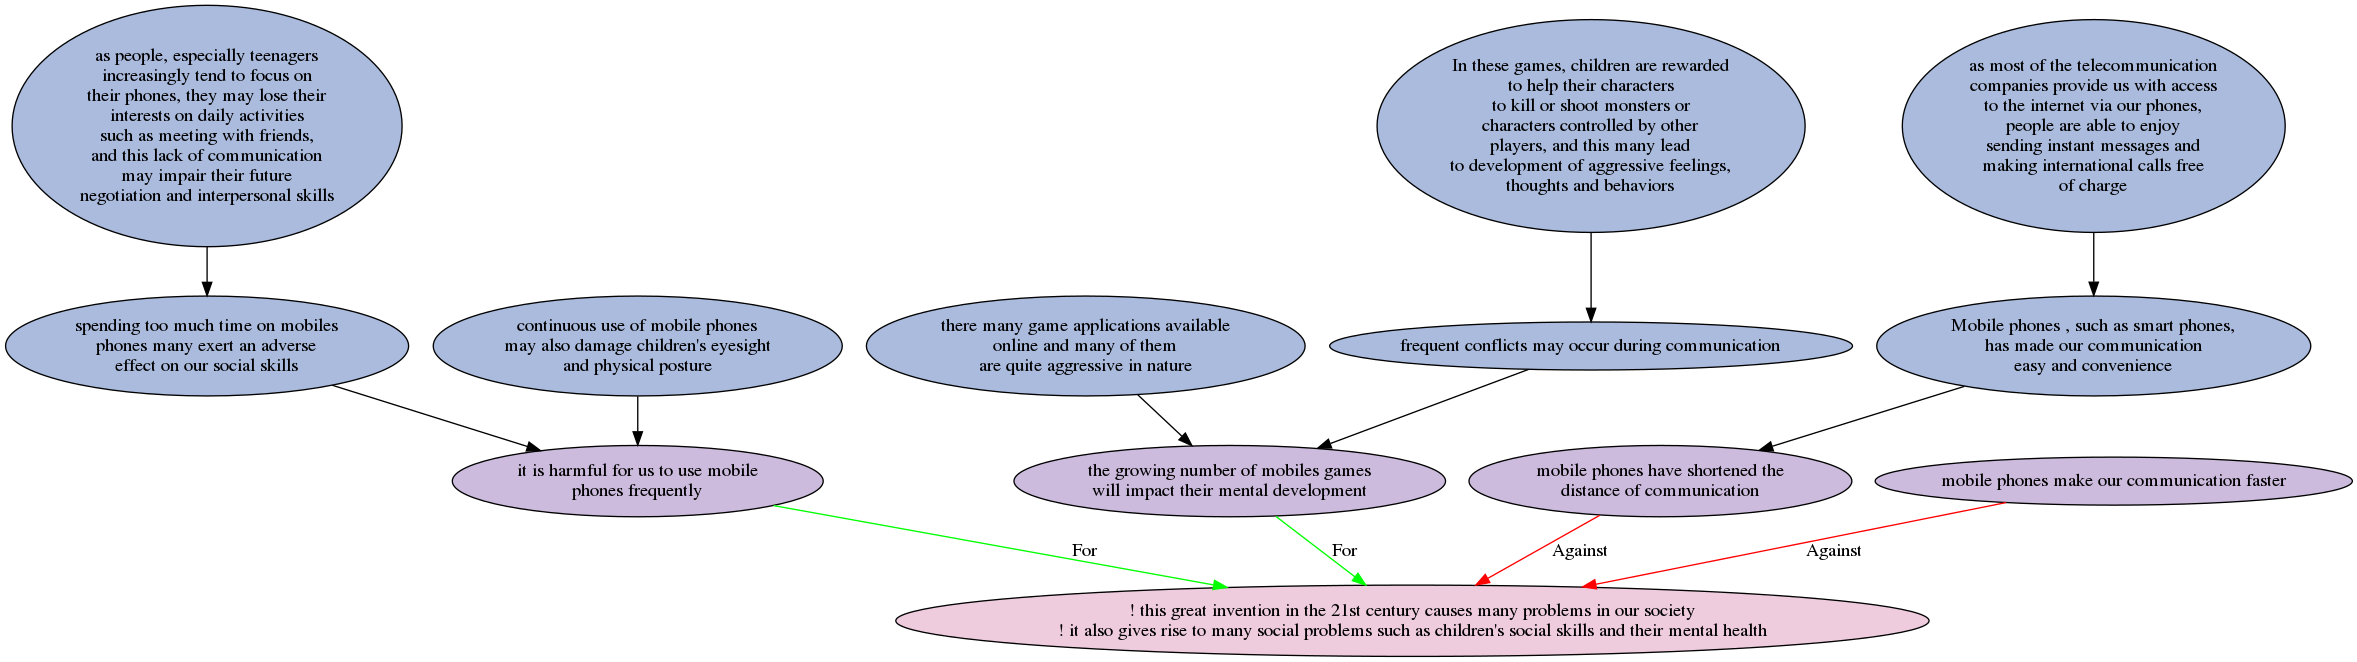 as people, especially teenagers
increasingly tend to focus on
their phones, they may lose their
interests on daily activities
such as meeting with friends,
and this lack of communication
may impair their future
negotiation and interpersonal skills
In these games, children are rewarded
to help their characters
to kill or shoot monsters or
characters controlled by other
players, and this many lead
to development of aggressive feelings,
thoughts and behaviors
as most of the telecommunication
companies provide us with access
to the internet via our phones,
people are able to enjoy
sending instant messages and
making international calls free
of charge
spending too much time on mobiles
phones many exert an adverse
effect on our social skills
continuous use of mobile phones
may also damage children's eyesight
and physical posture
there many game applications available
online and many of them
are quite aggressive in nature
frequent conflicts may occur during communication
Mobile phones , such as smart phones,
has made our communication
easy and convenience
it is harmful for us to use mobile
phones frequently
the growing number of mobiles games
will impact their mental development
mobile phones have shortened the
distance of communication
mobile phones make our communication faster
For
For
Against
Against
! this great invention in the 21st century causes many problems in our society
! it also gives rise to many social problems such as children's social skills and their mental health